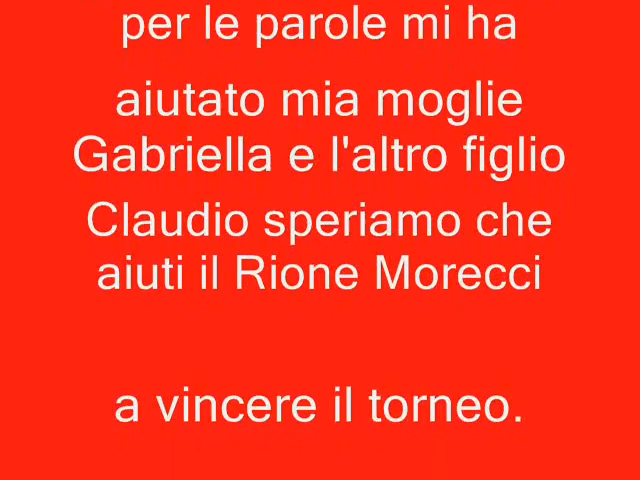 per le parole mi ha
aiutato mia moglie
Gabriella e l'altro figlio
Claudio speriamo che
aiuti il Rione Morecci
a vincere il torneo.